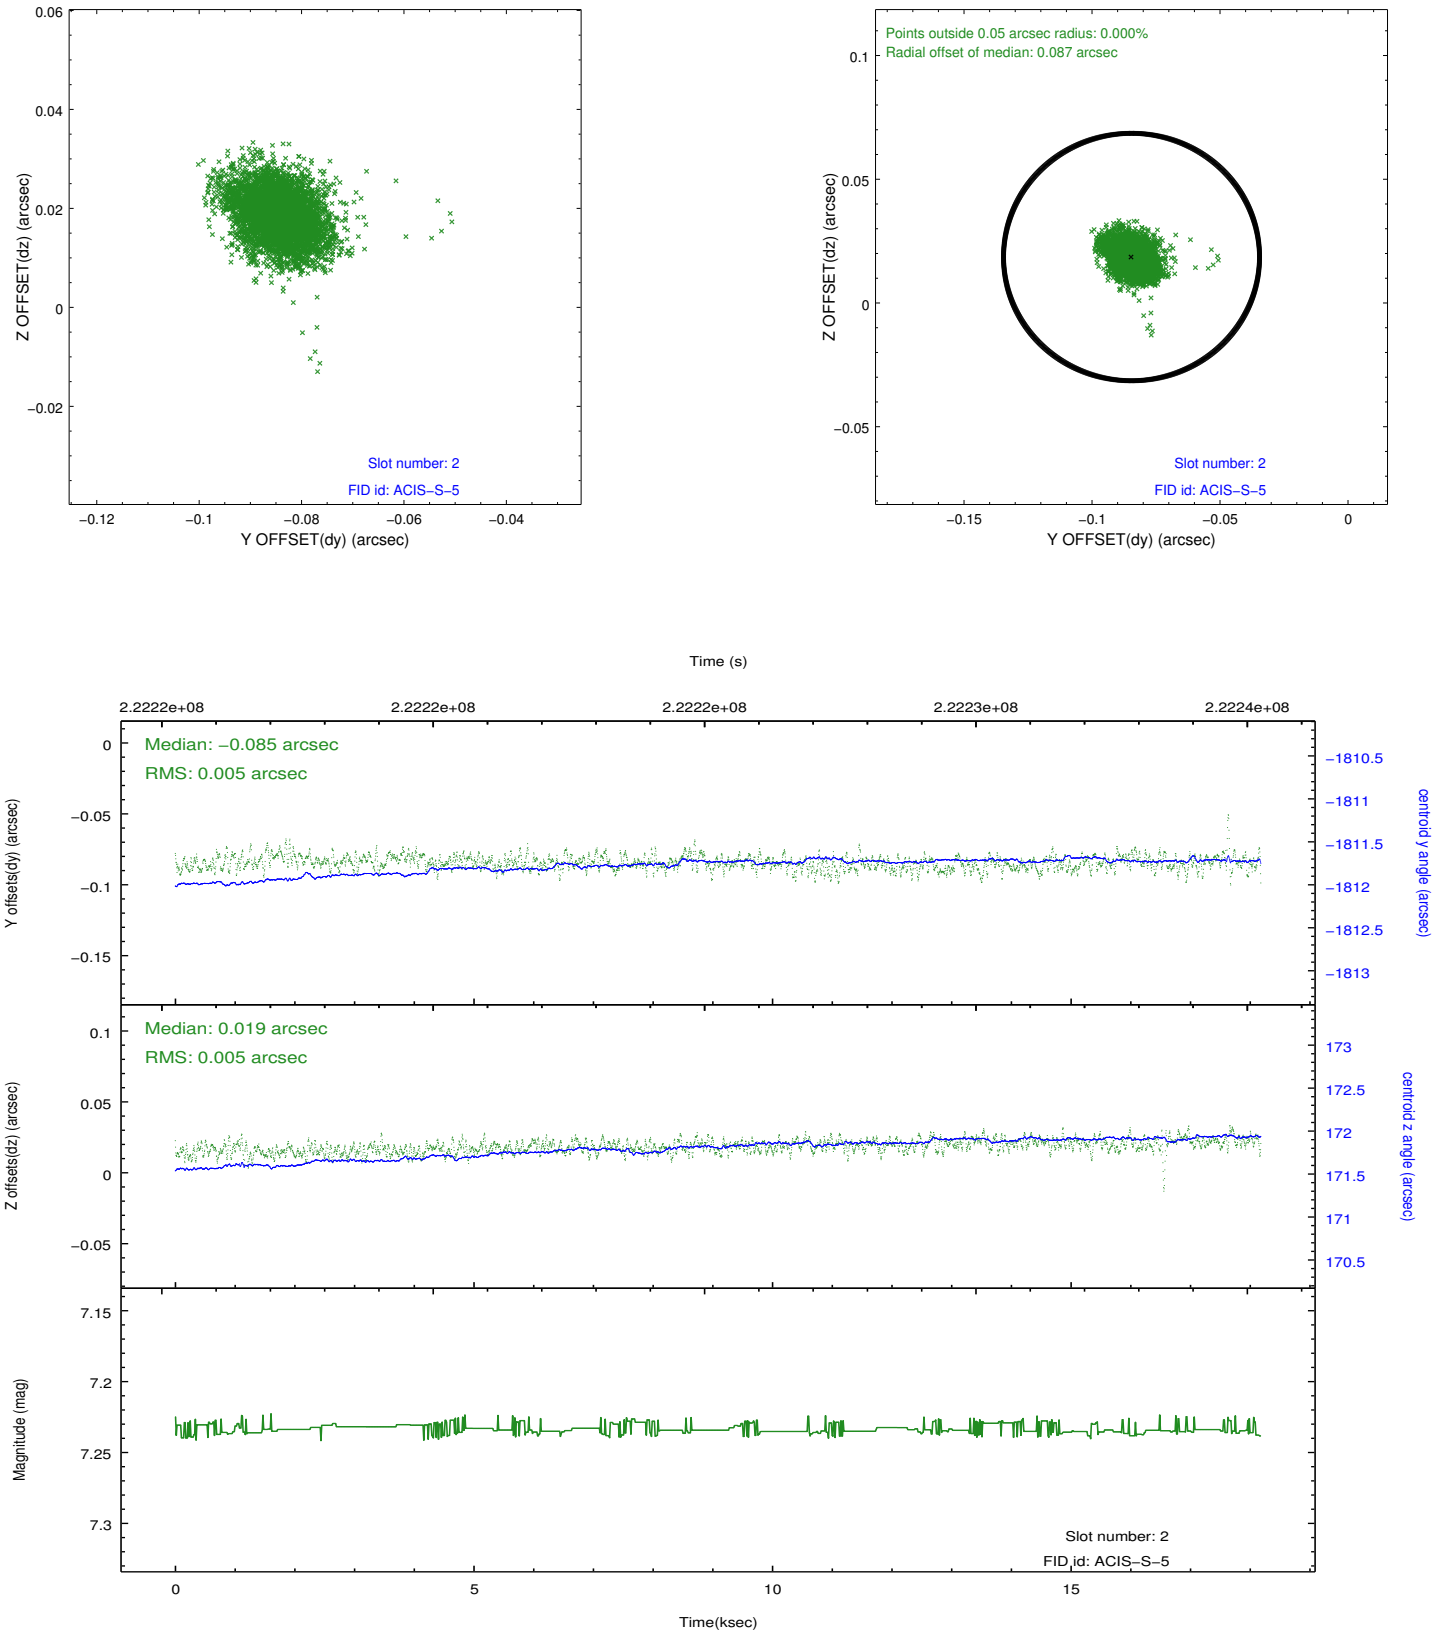 0.06
0.04
0.02
0
−0.02
Z OFFSET(dz) (arcsec)
Slot number: 2
FID id: ACIS−S−5
−0.12 −0.1 −0.08 −0.06 −0.04
Y OFFSET(dy) (arcsec)
Points outside 0.05 arcsec radius: 0.000%
Radial offset of median: 0.087 arcsec
0.1
0.05
0
−0.05
Z OFFSET(dz) (arcsec)
Slot number: 2
FID id: ACIS−S−5
−0.15 −0.1 −0.05 0
Y OFFSET(dy) (arcsec)
Time (s)
2.2222e+08 2.2222e+08 2.2222e+08 2.2223e+08 2.2224e+08
Median: −0.085 arcsec
RMS: 0.005 arcsec
0
−0.05
−0.1
−0.15
Y offsets(dy) (arcsec)
−1810.5
−1811
−1811.5
−1812
−1812.5
−1813
centroid y angle (arcsec)
Median: 0.019 arcsec
RMS: 0.005 arcsec
0.1
0.05
0
−0.05
Z offsets(dz) (arcsec)
173
172.5
172
171.5
171
170.5
centroid z angle (arcsec)
7.15
7.2
7.25
7.3
Magnitude (mag)
Slot number: 2
FID id: ACIS−S−5
0 5 10 15
Time(ksec)